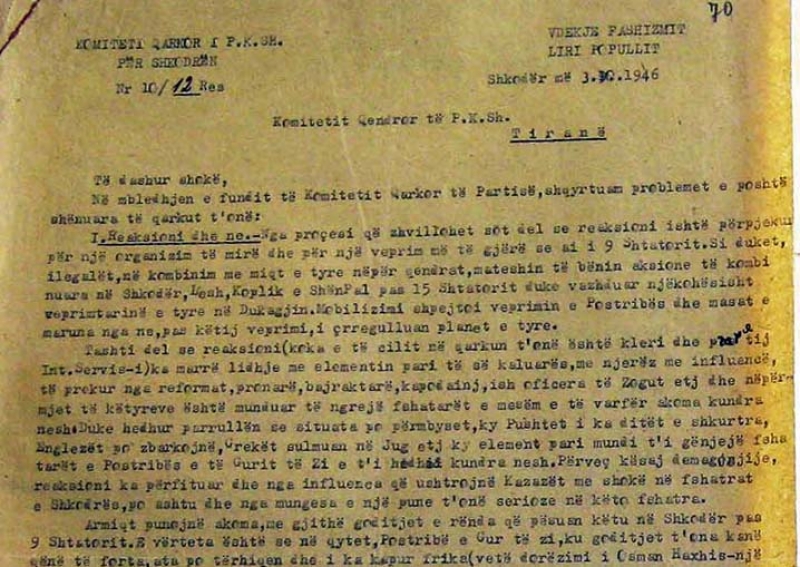 70
KOMITETI QARKOR I P.K.SH.
PËR SHKODRËN
Nr 10/12 Res
VDEKJE FASHIZMIT
LIRI POPULLIT
Shkodër më 3.10.1946
Komitetit Qendror të P.K.Sh.
Tiranë
Të dashur shokë,
Në mbledhjen e fundit të Komitetit Qarkor të Partisë,shqyrtuam problemet e poshtë
shënuara të qarkut t'onë:
I.Reaksioni dhe ne.-Nga proçesi që zhvillohet sot del se reaksioni ishtë përpjekur
për një organizim të mirë dhe për një veprim më të gjërë se ai i 9 Shtatorit.Si duket,
ilegalët,në kombinim me miqt e tyre nëpër qendrat,mateshin të bënin aksione të kombi
nuara në Shkodër,Lesh,Koplik e ShënPal pas 15 Shtatorit duke vazhduar njëkohësisht
veprimtarinë e tyre në Dukagjin.Mobilizimi shpejtoi veprimin e Postribës dhe masat e
maruna nga ne,pas këtij veprimi,i çrregulluan planet e tyre.
Tashti del se reaksioni(koka e të cilit më qarkun t'onë është kleri dhe prap tij
Int.Servis-i)ka marrë lidhje me elementin pari të së kaluarës,me njerëz me influencë,
të prekur nga reformat,pronarë,bajraktarë,kapodainj,ish oficera të Zogut etj dhe nëpër-
mjet të këtyreve është munduar të ngrejë fshatarët e mesëm e të varfër akoma kundra
nesh.Duke hedhur parrullën se situata po përmbyset,ky Pushtet i ka ditët e shkurtra,
Englezët po zbarkojnë,Grekët sulmuan në Jug etj ky element pari mundi t'i gënjejë fsha
tarët e Postribës e të Gurit të Zi e t'i hedhë kundra nesh.Përveç kësaj demagogjije,
reaksioni ka përfituar dhe nga influenca që ushtrojnë Kazazët me shokë në fshatrat
e Shkodrës,po ashtu dhe nga mungesa e një pune t'onë serioze në këto fshatra.
Armiqt punojnë akoma,me gjithë goditjet e rënda që pësuan këtu në Shkodër pas
9 Shtatorit.E vërteta është se në qytet,Postribë e Gur të zi,ku goditjet t'ona kanë
qënë të forta,ata po tërhiqen dhe i ka kapur frika(vetë dorëzimi i Osman Haxhis-një